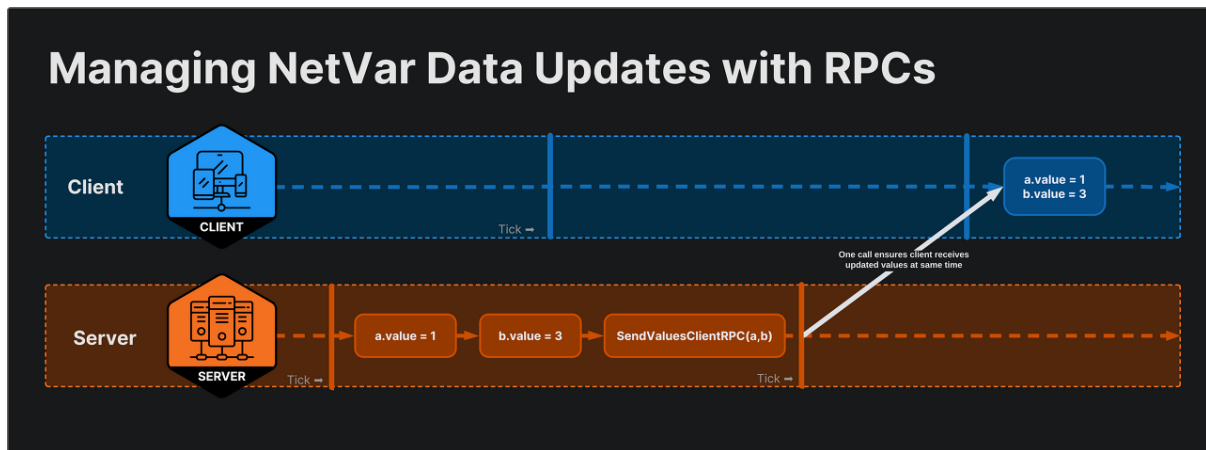 Managing NetVar Data Updates with RPCs
Client
CLIENT
Tick ➡
a.value = 1
b.value = 3
One call ensures client receives
updated values at same time
Server
SERVER
Tick ➡
a.value = 1
b.value = 3
SendValuesClientRPC(a,b)
Tick ➡